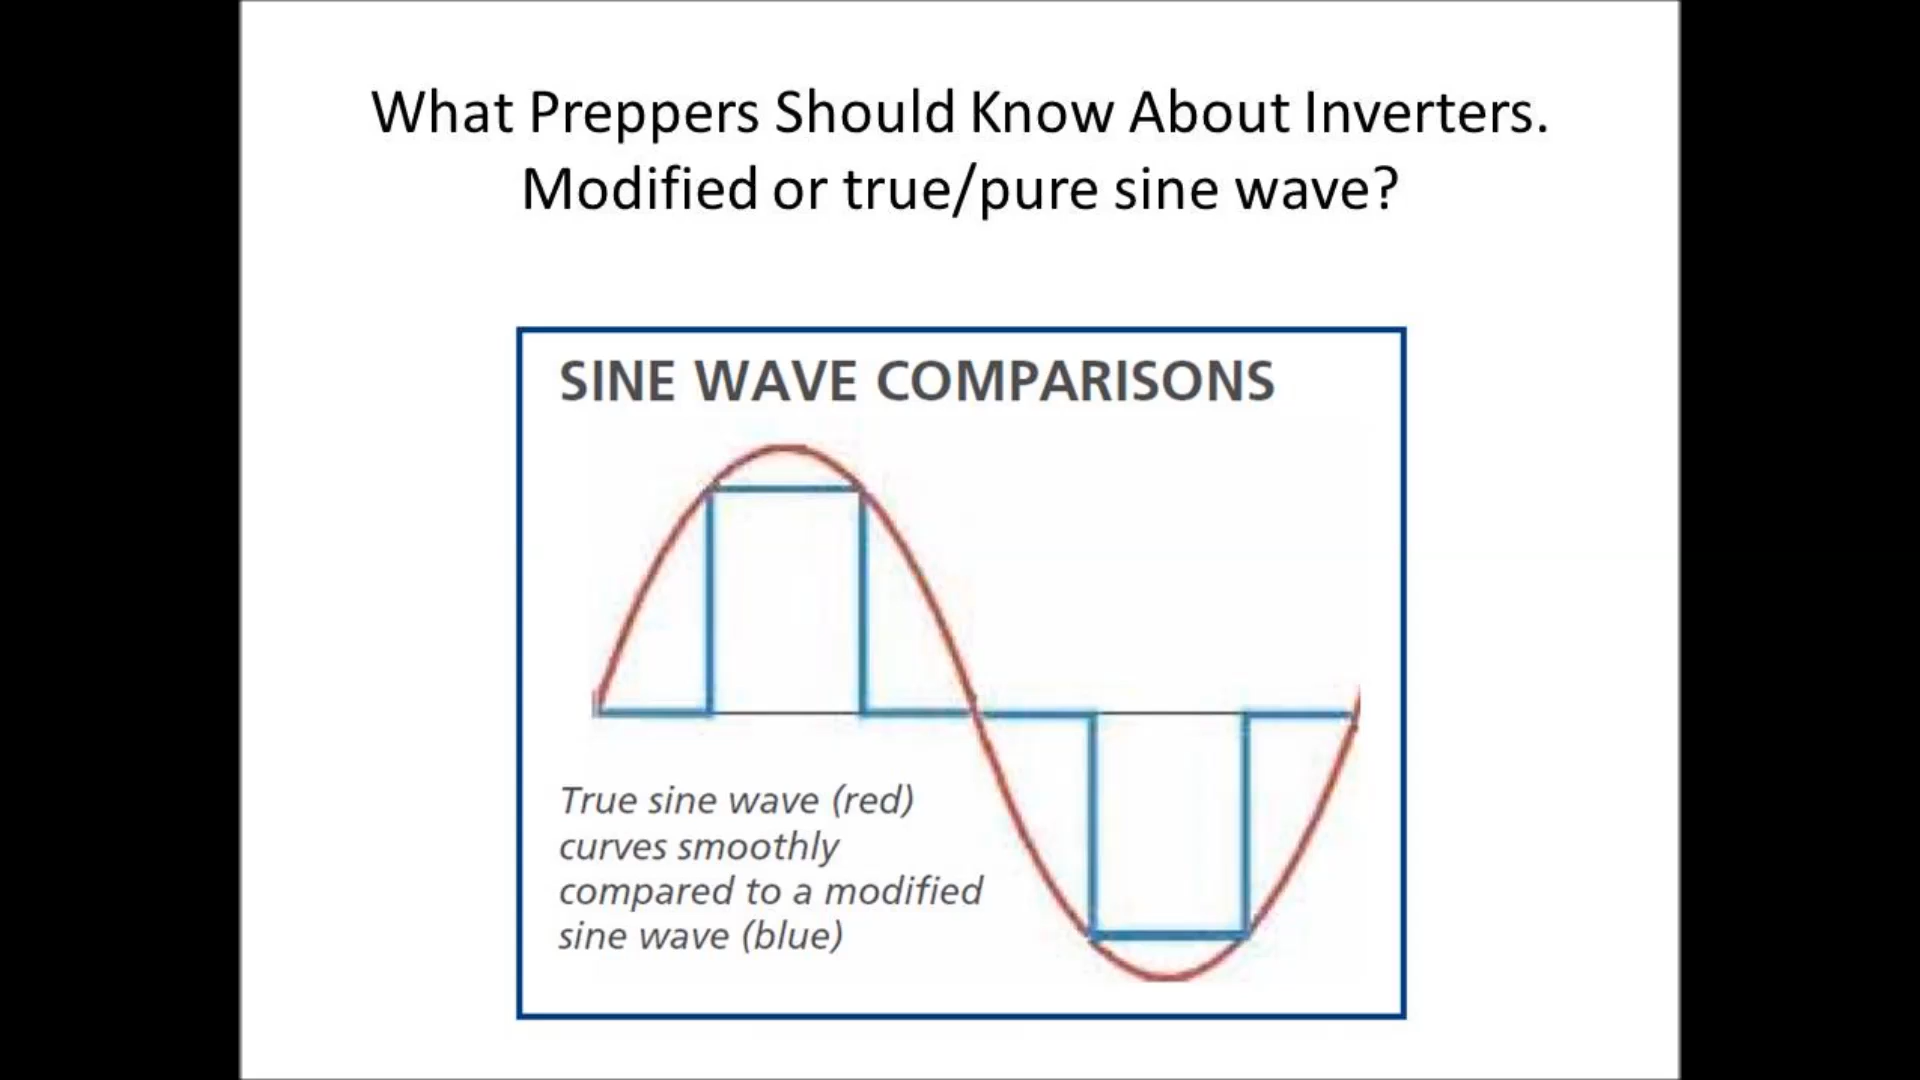 What Preppers Should Know About Inverters.
Modified or true/pure sine wave?
SINE WAVE COMPARISONS
True sine wave (red)
curves smoothly
compared to a modified
sine wave (blue)